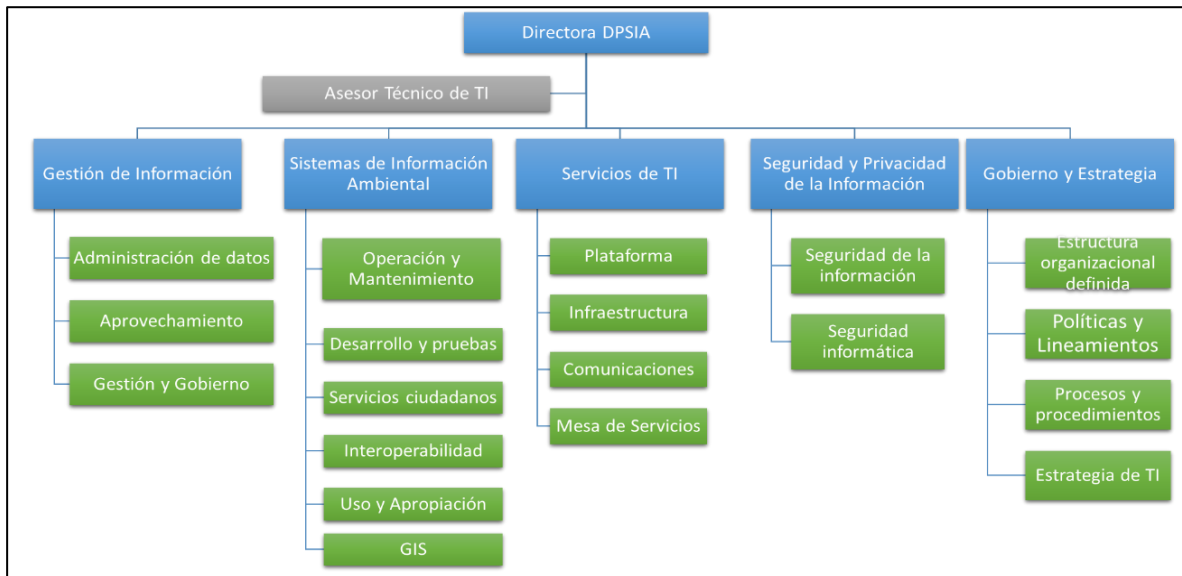 Directora DPSIA
Asesor Técnico de TI
Gestión de Información
Sistemas de Información
Ambiental
Servicios de TI
Seguridad y Privacidad
de la Información
Gobierno y Estrategia
Administración de datos
Aprovechamiento
Gestión y Gobierno
Operación y
Mantenimiento
Desarrollo y pruebas
Servicios ciudadanos
Interoperabilidad
Uso y Apropiación
GIS
Plataforma
Infraestructura
Comunicaciones
Mesa de Servicios
Seguridad de la
información
Seguridad
informática
Estructura
organizacional
definida
Políticas y
Lineamientos
Procesos y
procedimientos
Estrategia de TI